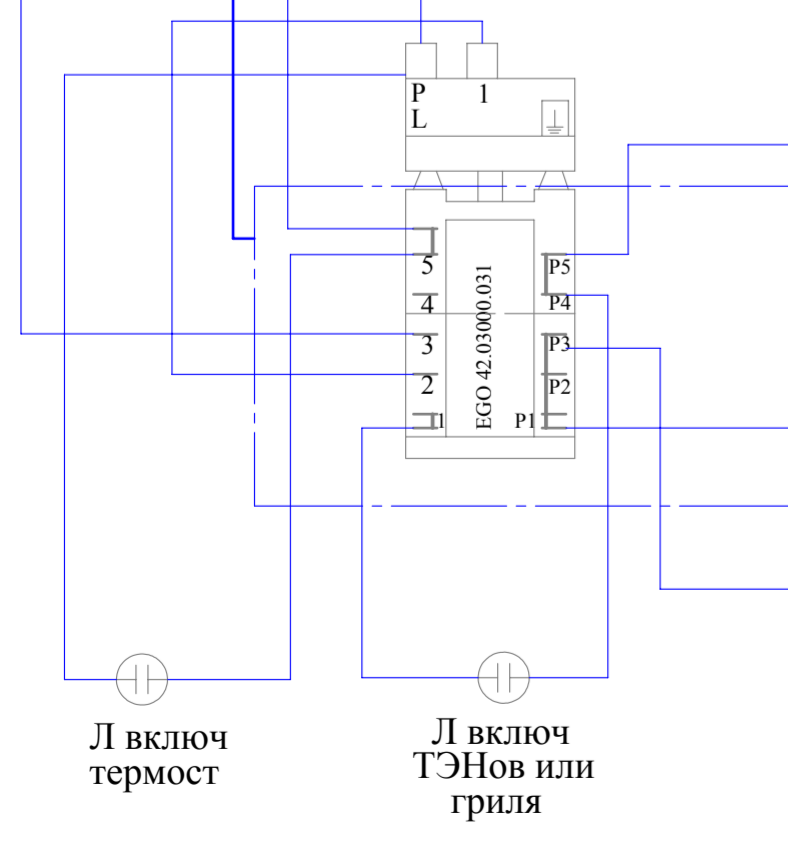 P 1
L
5 P5
4 P4
3 P3
2 P2
1 P1
EGO 42.03000.031
Л включ
термост
Л включ
ТЭНов или
гриля